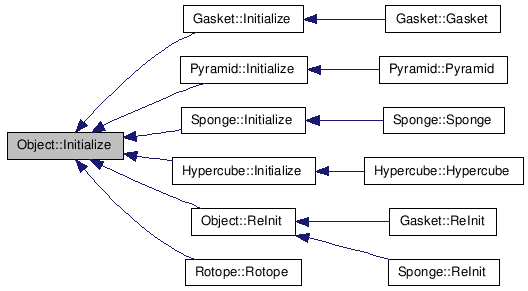 Gasket::Initialize
Gasket::Gasket
Pyramid::Initialize
Pyramid::Pyramid
Sponge::Initialize
Sponge::Sponge
Object::Initialize
Hypercube::Initialize
Hypercube::Hypercube
Object::ReInit
Gasket::ReInit
Rotope::Rotope
Sponge::ReInit